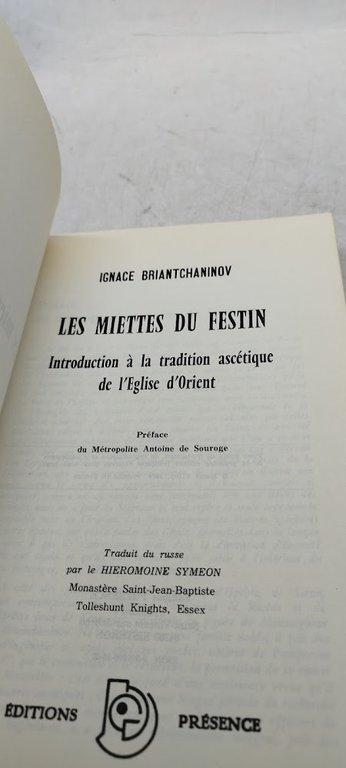 IGNACE BRIANTCHANINOV
LES MIETTES DU FESTIN
Introduction à la tradition ascétique
de l'Eglise d'Orient
Préface
du Métropolite Antoine de Souroge
Traduit du russe
par le HIEROMOINE SYMEON
Monastère Saint-Jean-Baptiste
Tolleshunt Knights, Essex
ÉDITIONS PRÉSENCE